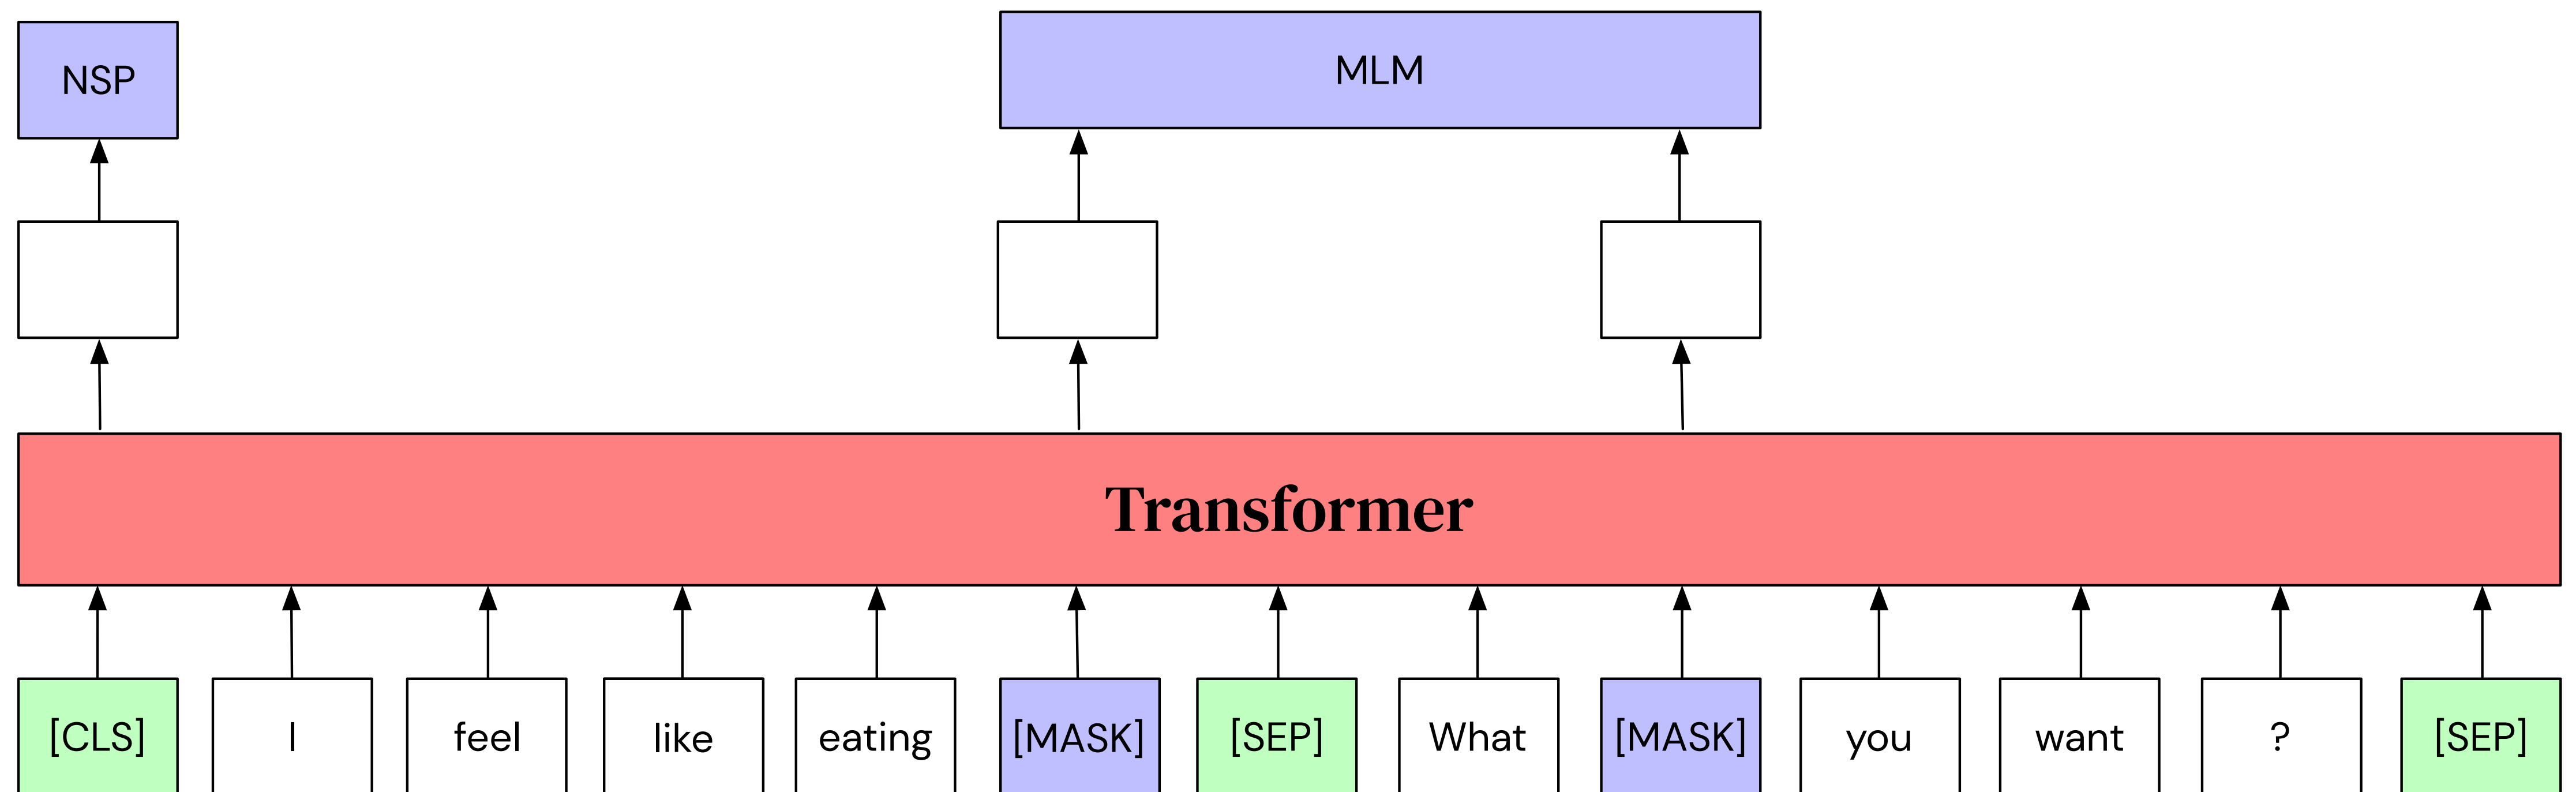 NSP
MLM
Transformer
[CLS] I feel like eating [MASK] [SEP] What [MASK] you want ? [SEP]